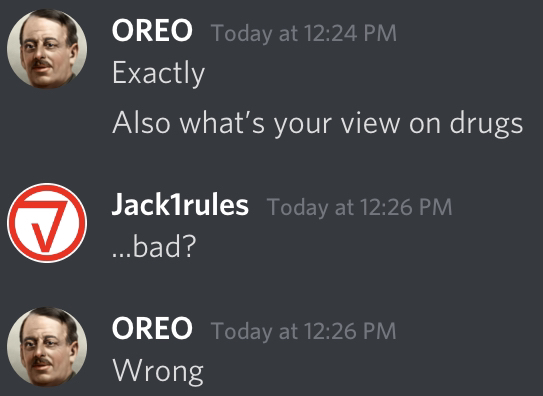 OREO Today at 12:24 PM
Exactly
Also what's your view on drugs
Jack1rules Today at 12:26 PM
...bad?
OREO Today at 12:26 PM
Wrong